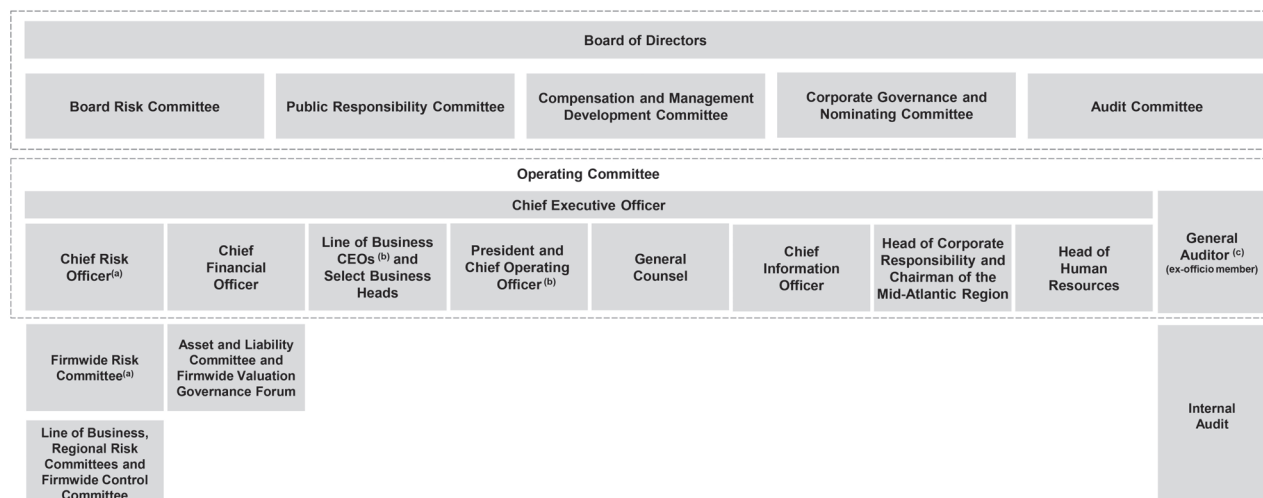 Board of Directors
Board Risk Committee
Public Responsibility Committee
Compensation and Management
Development Committee
Corporate Governance and
Nominating Committee
Audit Committee
Operating Committee
Chief Executive Officer
Chief Risk
Officer(a)
Chief
Financial
Officer
Line of Business
CEOs (b) and
Select Business
Heads
President and
Chief Operating
Officer (b)
General
Counsel
Chief
Information
Officer
Head of Corporate
Responsibility and
Chairman of the
Mid-Atlantic Region
Head of
Human
Resources
General
Auditor (c)
(ex-officio member)
Firmwide Risk
Committee(a)
Asset and Liability
Committee and
Firmwide Valuation
Governance Forum
Internal
Audit
Line of Business,
Regional Risk
Committees and
Firmwide Control
Committee